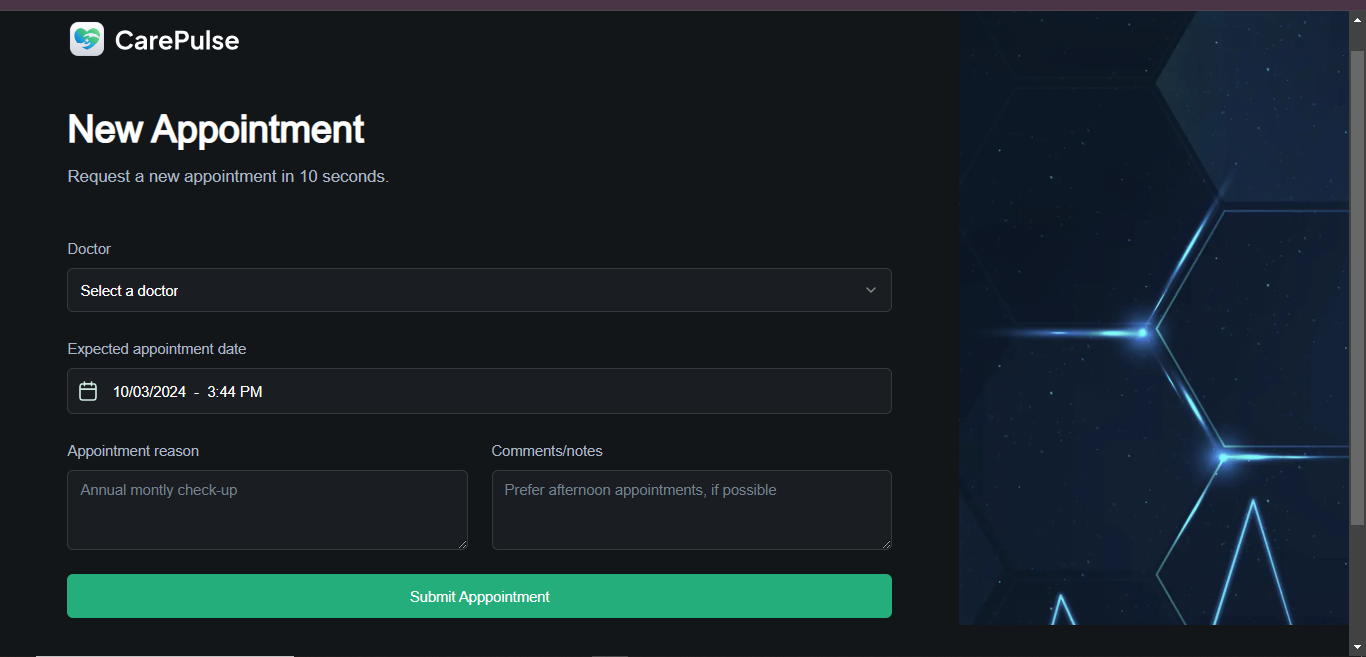 CarePulse
New Appointment
Request a new appointment in 10 seconds.
Doctor
Select a doctor
Expected appointment date
10/03/2024 - 3:44 PM
Appointment reason
Comments/notes
Annual montly check-up
Prefer afternoon appointments, if possible
Submit Apppointment